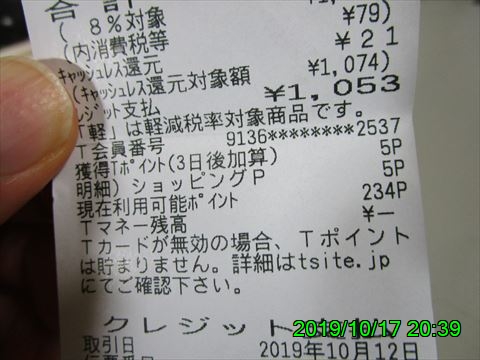 合 計
( 8%対象
(内消費税等 ¥79)
キャッシュレス還元 ¥21
(キャッシュレス還元対象額 ¥1,074)
レジット支払 ¥1,053
「軽」は軽減税率対象商品です。
T会員番号 9136********2537
獲得Tポイント(3日後加算) 5P
明細) ショッピングP 5P
現在利用可能ポイント 234P
Tマネー残高 ¥―
Tカードが無効の場合、Tポイント
は貯まりません。詳細はtsite.jp
にてご確認下さい。
クレジット
取引日 2019年10月12日
2019/10/17 20:39